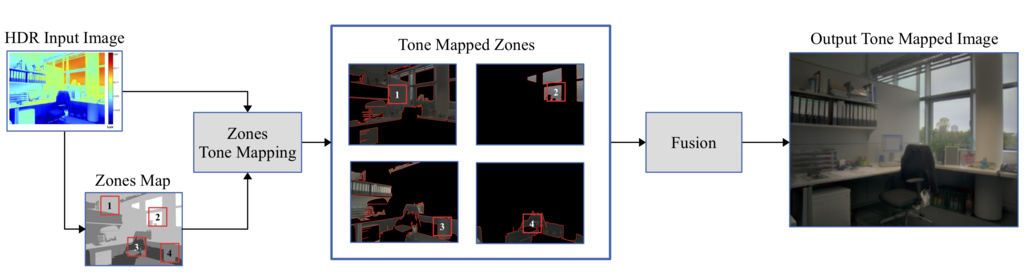 HDR Input Image
Zones Map
1
2
3
4
Zones
Tone Mapping
Tone Mapped Zones
1
2
3
4
Fusion
Output Tone Mapped Image